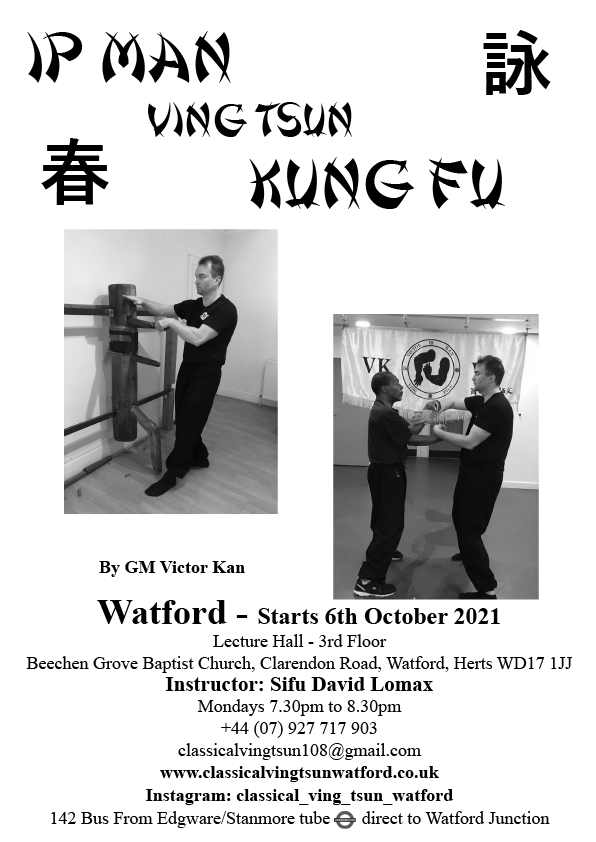 IP MAN
詠
VING TSUN
春
KUNG FU
VK
By GM Victor Kan
Watford - Starts 6th October 2021
Lecture Hall - 3rd Floor
Beechen Grove Baptist Church, Clarendon Road, Watford, Herts WD17 1JJ
Instructor: Sifu David Lomax
Mondays 7.30pm to 8.30pm
+44 (07) 927 717 903
classicalvingtsun108@gmail.com
www.classicalvingtsunwatford.co.uk
Instagram: classical_ving_tsun_watford
142 Bus From Edgware/Stanmore tube direct to Watford Junction